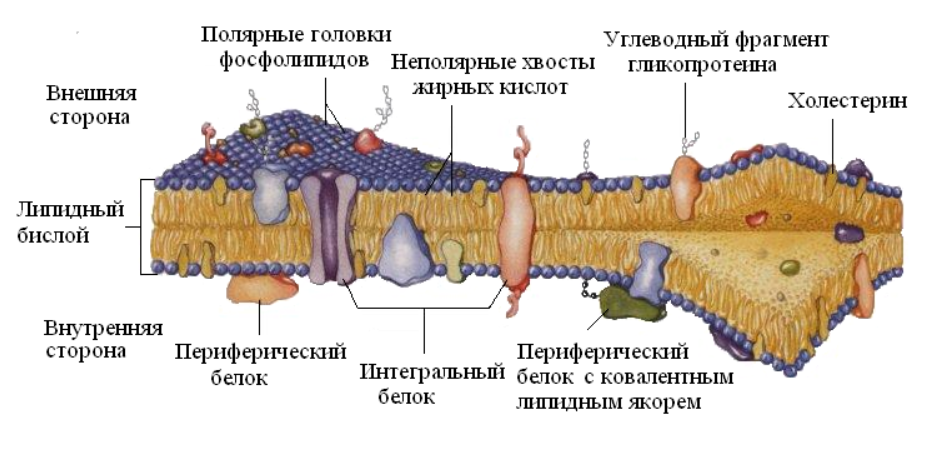 Полярные головки
фосфолипидов
Неполярные хвосты
жирных кислот
Углеводный фрагмент
гликопротеина
Холестерин
Внешняя
сторона
Липидный
бислой
Внутренняя
сторона
Периферический
белок
Интегральный
белок
Периферический
белок с ковалентным
липидным якорем